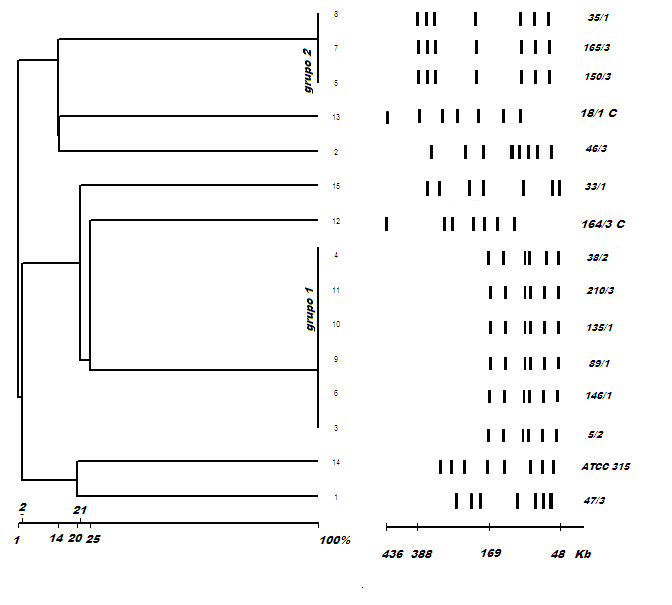 8 35/1
7 165/3
grupo 2
5 150/3
13 18/1 C
2 46/3
15 33/1
12 164/3 C
4 38/2
11 210/3
grupo 1
10 135/1
9 89/1
6 146/1
3 5/2
14 ATCC 315
1 47/3
2 21
1 14 20 25 100% 436 388 169 48 Kb